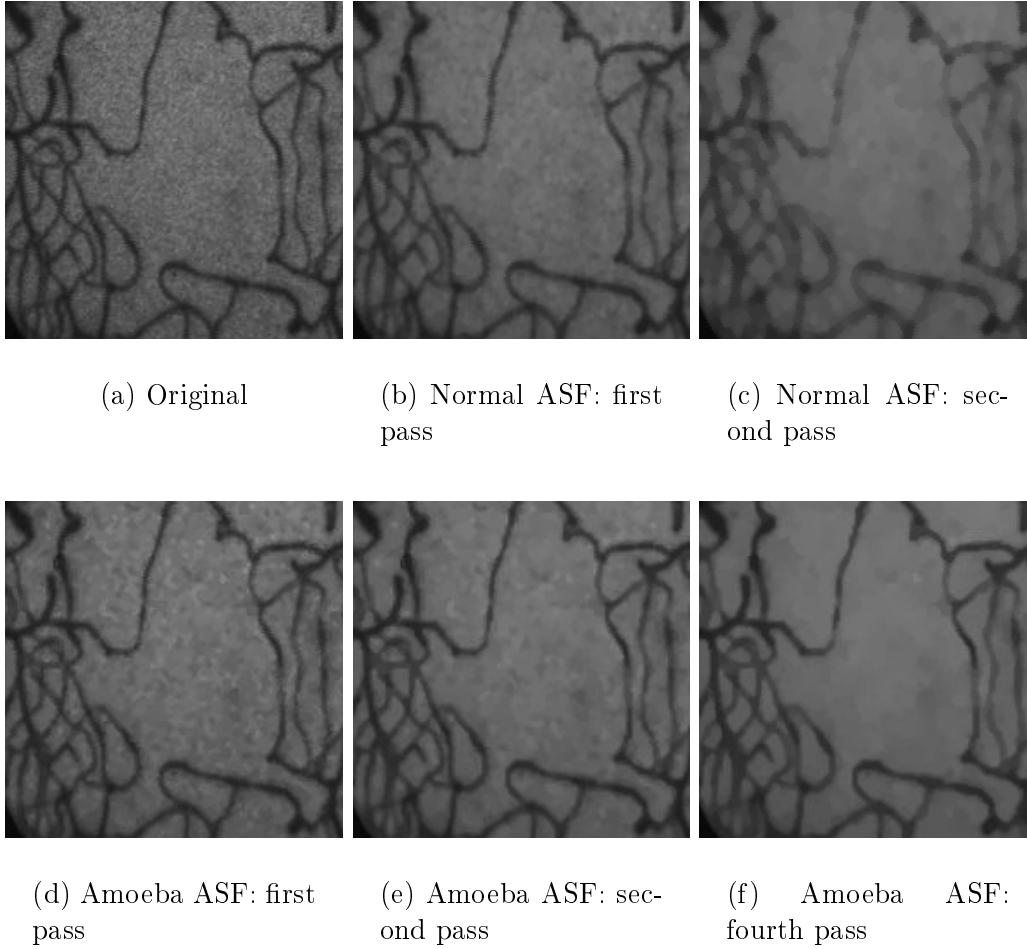 (a) Original
(b) Normal ASF: first
pass
(c) Normal ASF: sec-
ond pass
(d) Amoeba ASF: first
pass
(e) Amoeba ASF: sec-
ond pass
(f) Amoeba ASF:
fourth pass